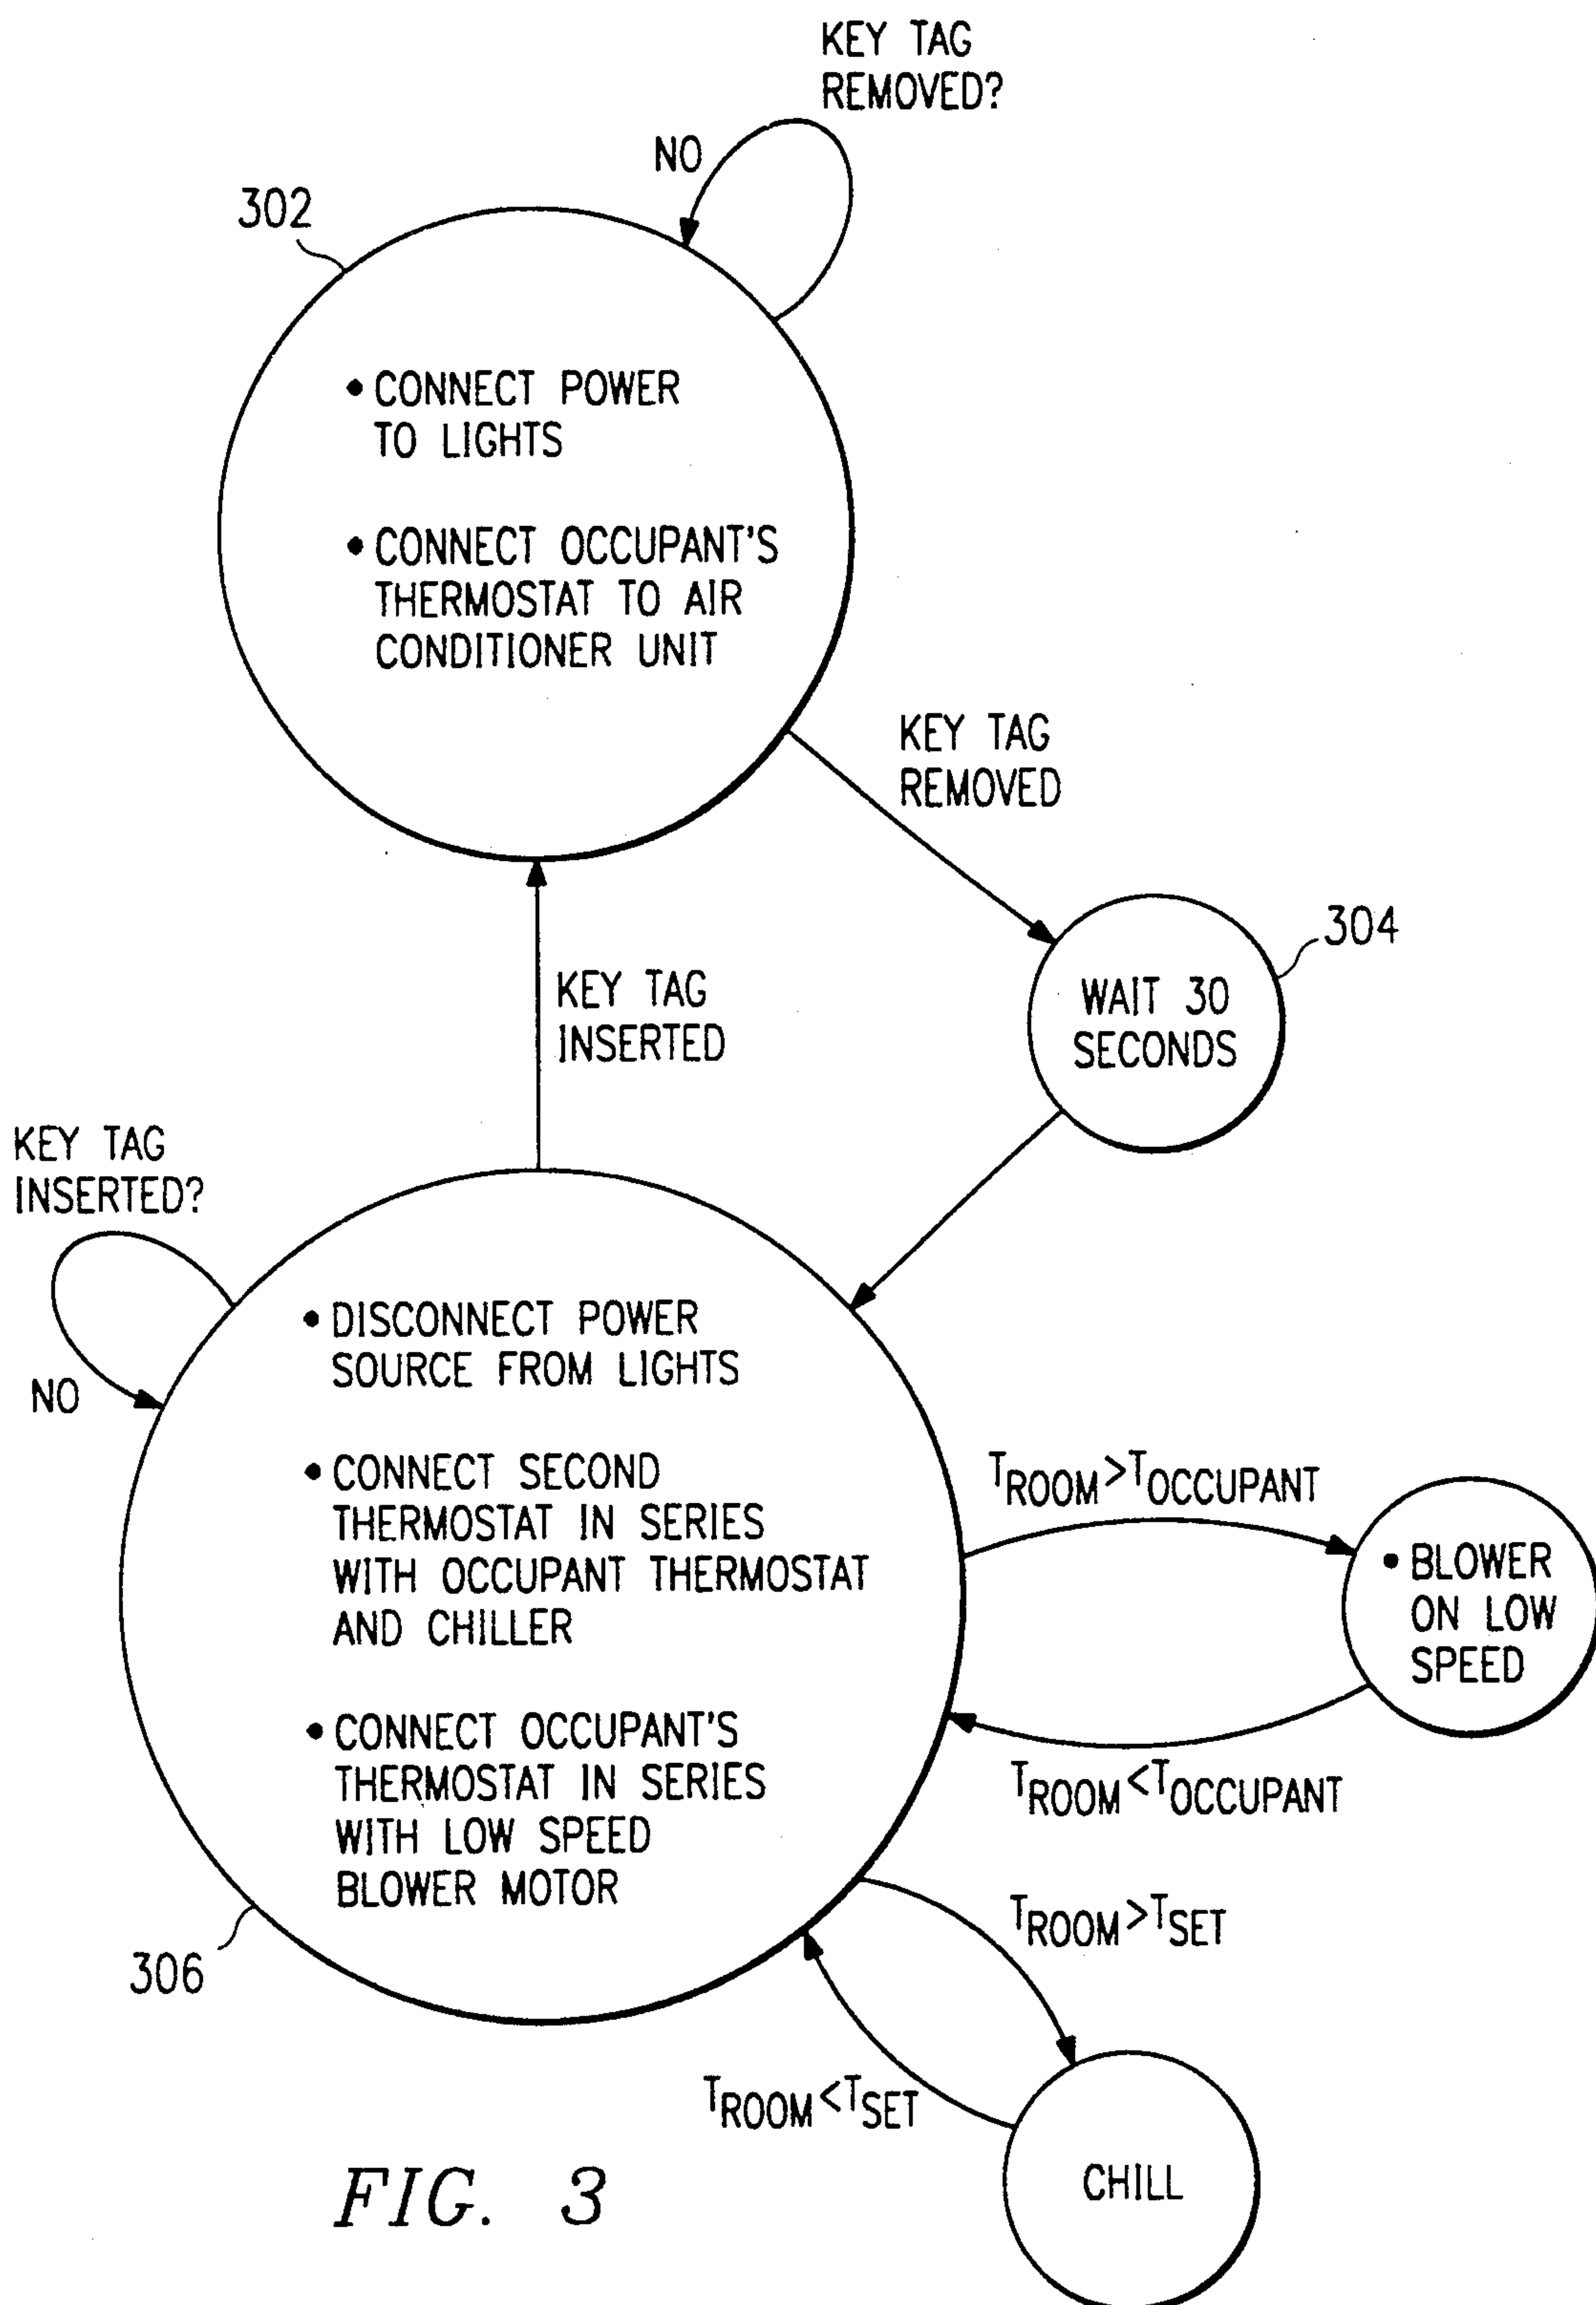 KEY TAG
REMOVED?
NO
302
• CONNECT POWER
TO LIGHTS
• CONNECT OCCUPANT'S
THERMOSTAT TO AIR
CONDITIONER UNIT
KEY TAG
REMOVED
304
WAIT 30
SECONDS
KEY TAG
INSERTED
KEY TAG
INSERTED?
NO
• DISCONNECT POWER
SOURCE FROM LIGHTS
• CONNECT SECOND
THERMOSTAT IN SERIES
WITH OCCUPANT THERMOSTAT
AND CHILLER
• CONNECT OCCUPANT'S
THERMOSTAT IN SERIES
WITH LOW SPEED
BLOWER MOTOR
306
TROOM>TOCCUPANT
• BLOWER
ON LOW
SPEED
TROOM<TOCCUPANT
TROOM>TSET
TROOM<TSET
CHILL
FIG. 3